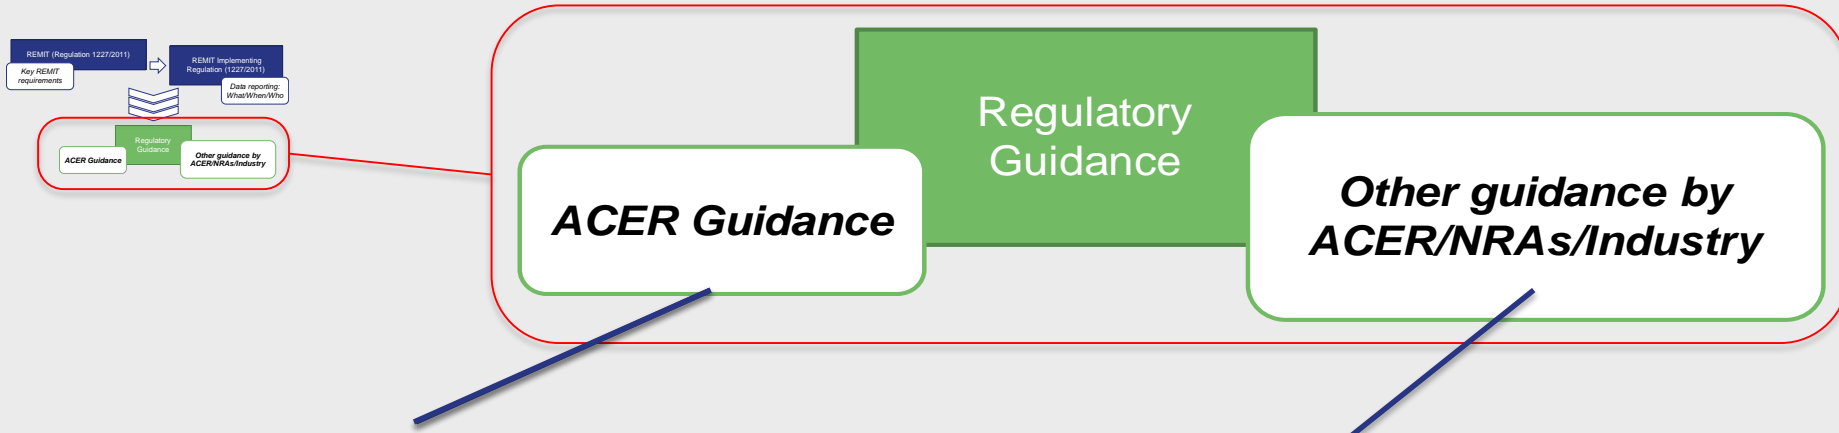 REMIT (Regulation 1227/2011)
Key REMIT
requirements
REMIT Implementing
Regulation (1227/2011)
Data reporting:
What/When/Who
Regulatory
Guidance
ACER Guidance
Other guidance by
ACER/NRAs/Industry
Regulatory
Guidance
ACER Guidance
Other guidance by
ACER/NRAs/Industry